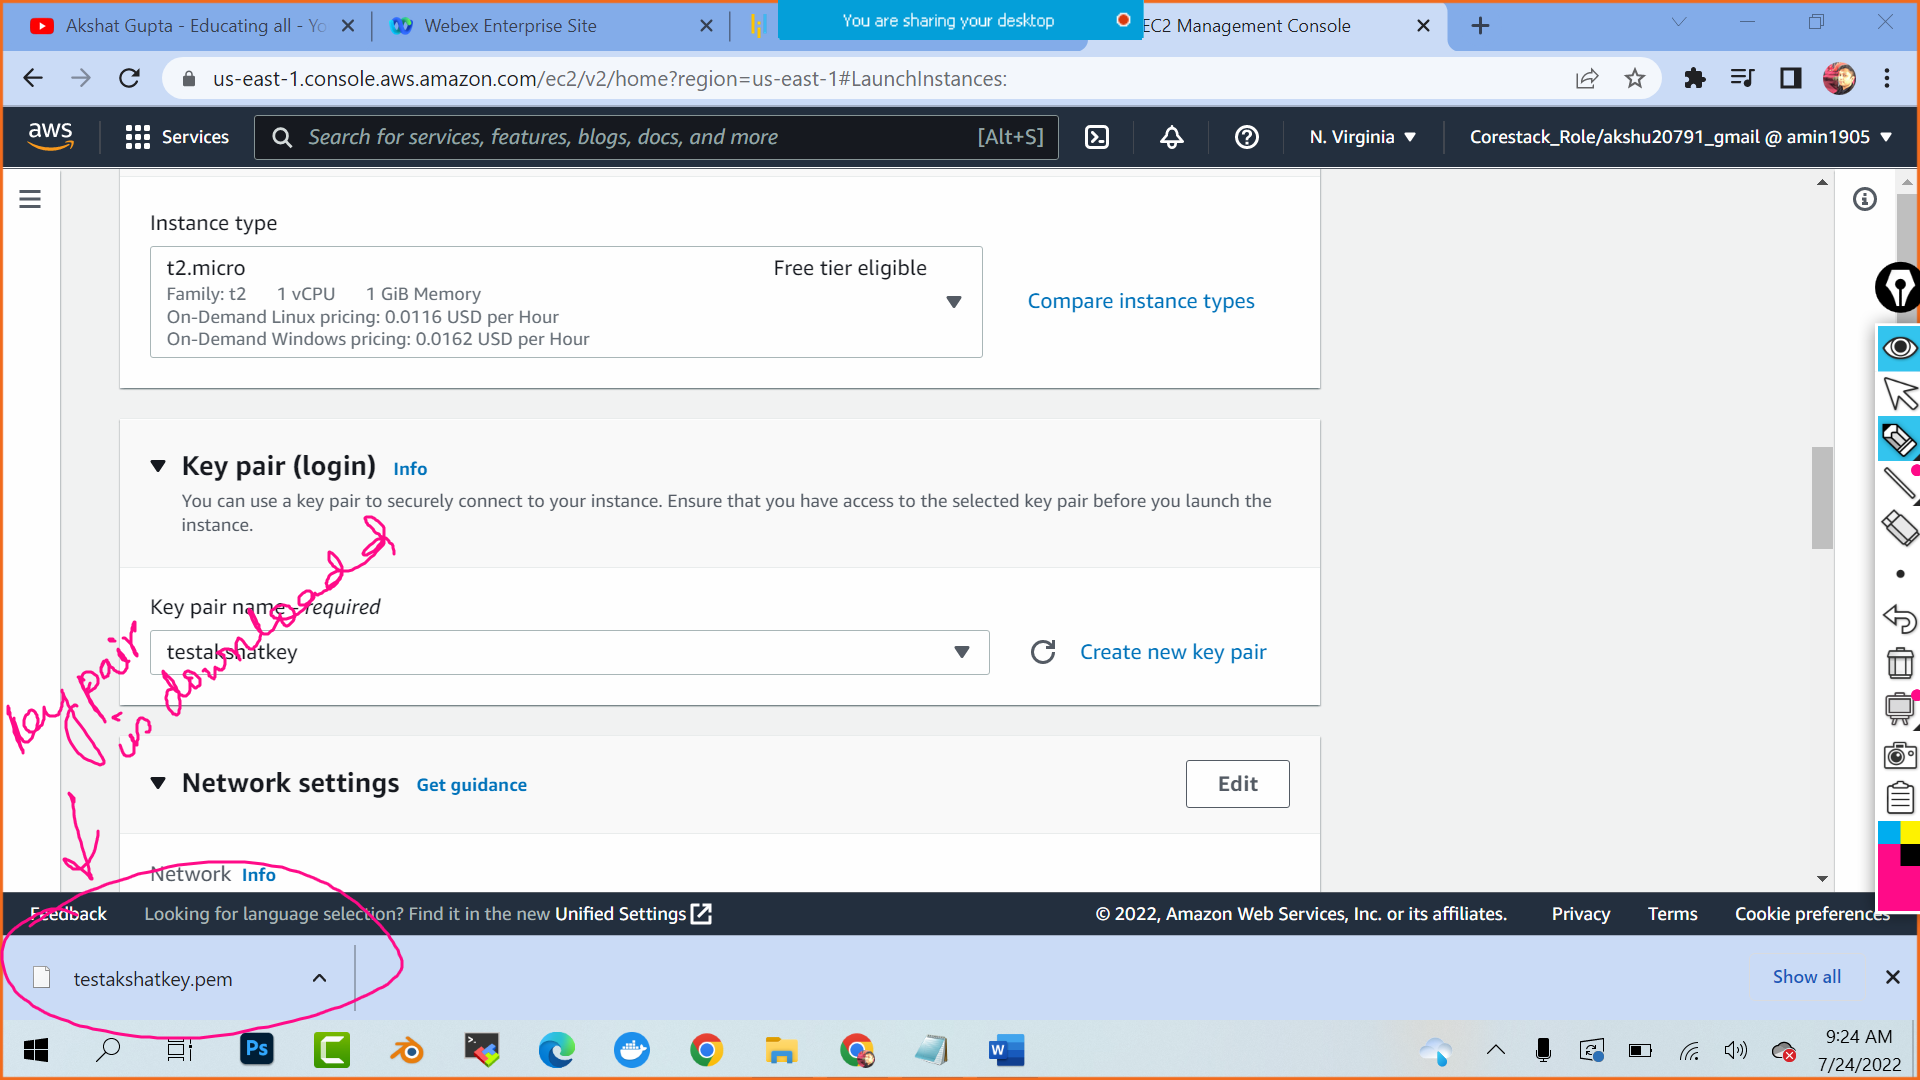 Akshat Gupta - Educating all - Yo
Webex Enterprise Site
You are sharing your desktop
EC2 Management Console
us-east-1.console.aws.amazon.com/ec2/v2/home?region=us-east-1#LaunchInstances:
aws
Services
Search for services, features, blogs, docs, and more
[Alt+S]
N. Virginia
Corestack_Role/akshu20791_gmail @ amin1905
Instance type
t2.micro
Free tier eligible
Family: t2 1 vCPU 1 GiB Memory
On-Demand Linux pricing: 0.0116 USD per Hour
On-Demand Windows pricing: 0.0162 USD per Hour
Compare instance types
Key pair (login) Info
You can use a key pair to securely connect to your instance. Ensure that you have access to the selected key pair before you launch the
instance.
Key pair name - required
testakshatkey
Create new key pair
key pair
is downloaded
Network settings Get guidance
Edit
Network Info
Feedback
Looking for language selection? Find it in the new Unified Settings
© 2022, Amazon Web Services, Inc. or its affiliates.
Privacy
Terms
Cookie preferences
testakshatkey.pem
Show all
Ps
W
9:24 AM
7/24/2022